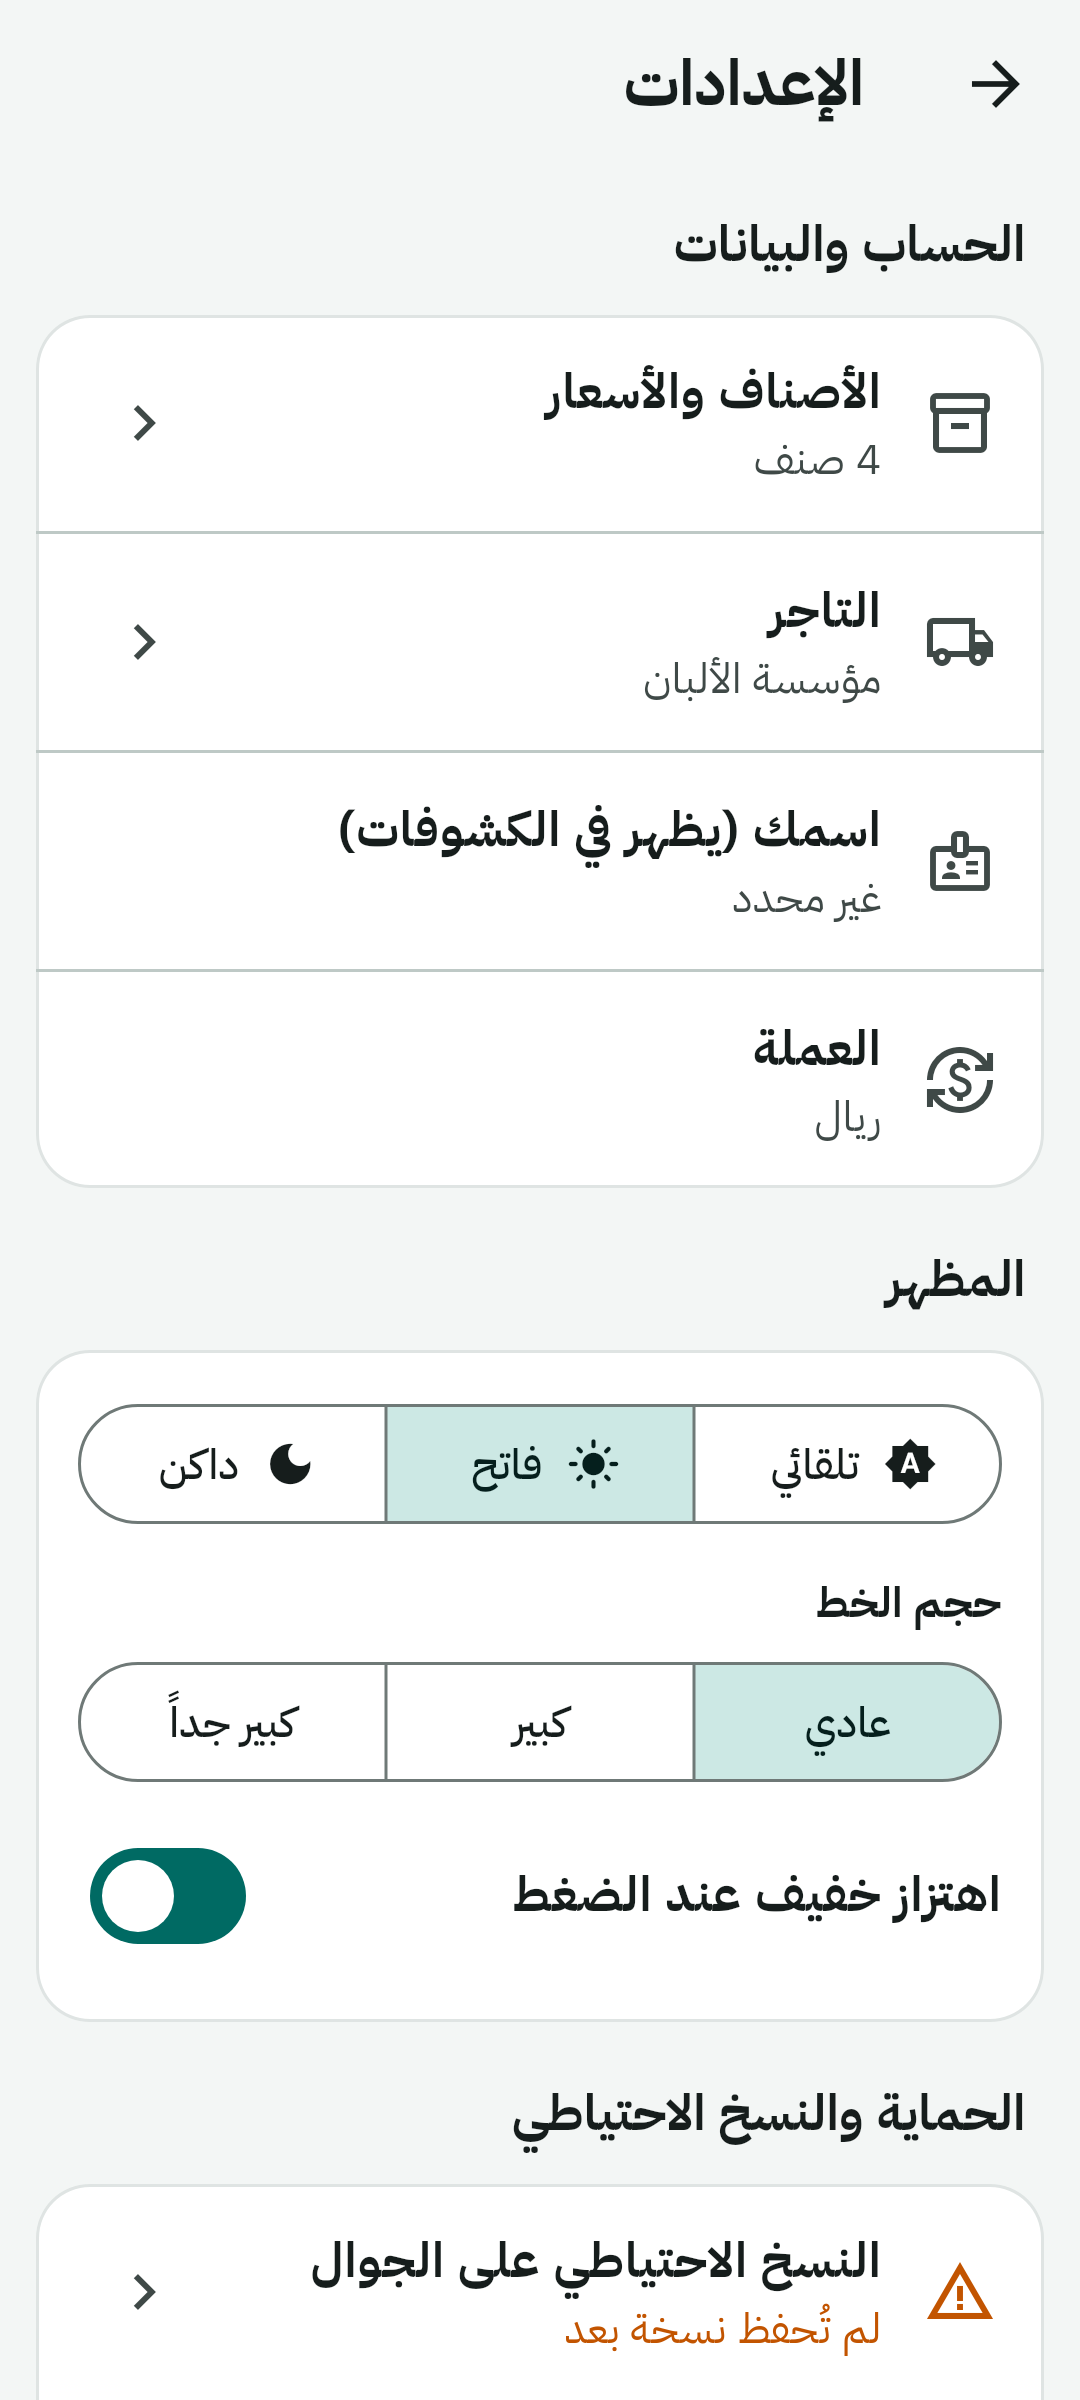 الإعدادات
الحساب والبيانات
الأصناف والأسعار
4 صنف
التاجر
مؤسسة الألبان
اسمك (يظهر في الكشوفات)
غير محدد
العملة
ريال
المظهر
تلقائي
فاتح
داكن
حجم الخط
عادي
كبير
كبير جداً
اهتزاز خفيف عند الضغط
الحماية والنسخ الاحتياطي
النسخ الاحتياطي على الجوال
لم تُحفظ نسخة بعد